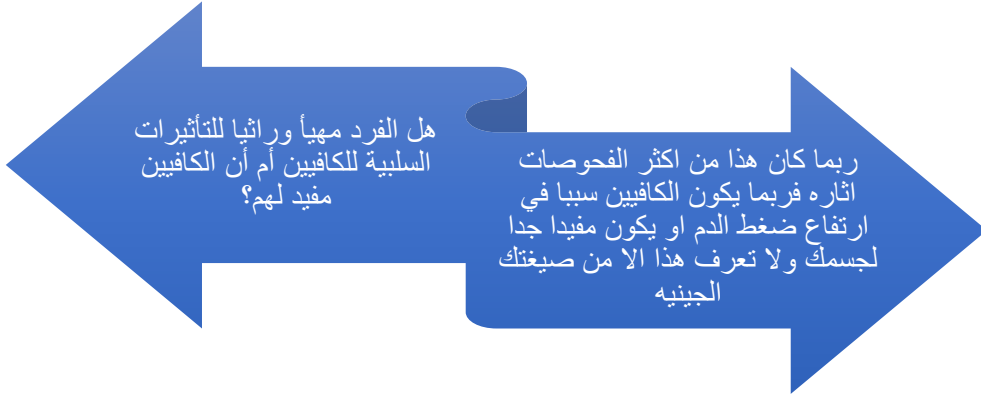 هل الفرد مهيأ وراثيا للتأثيرات
السلبية للكافيين أم أن الكافيين
مفيد لهم؟
ربما كان هذا من اكثر الفحوصات
اثاره فربما يكون الكافيين سببا في
ارتفاع ضغط الدم او يكون مفيدا جدا
لجسمك ولا تعرف هذا الا من صيغتك
الجينيه